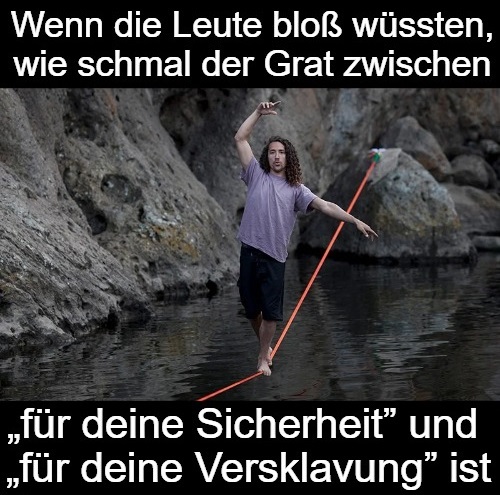 Wenn die Leute bloß wüssten,
wie schmal der Grat zwischen
„für deine Sicherheit” und
„für deine Versklavung” ist